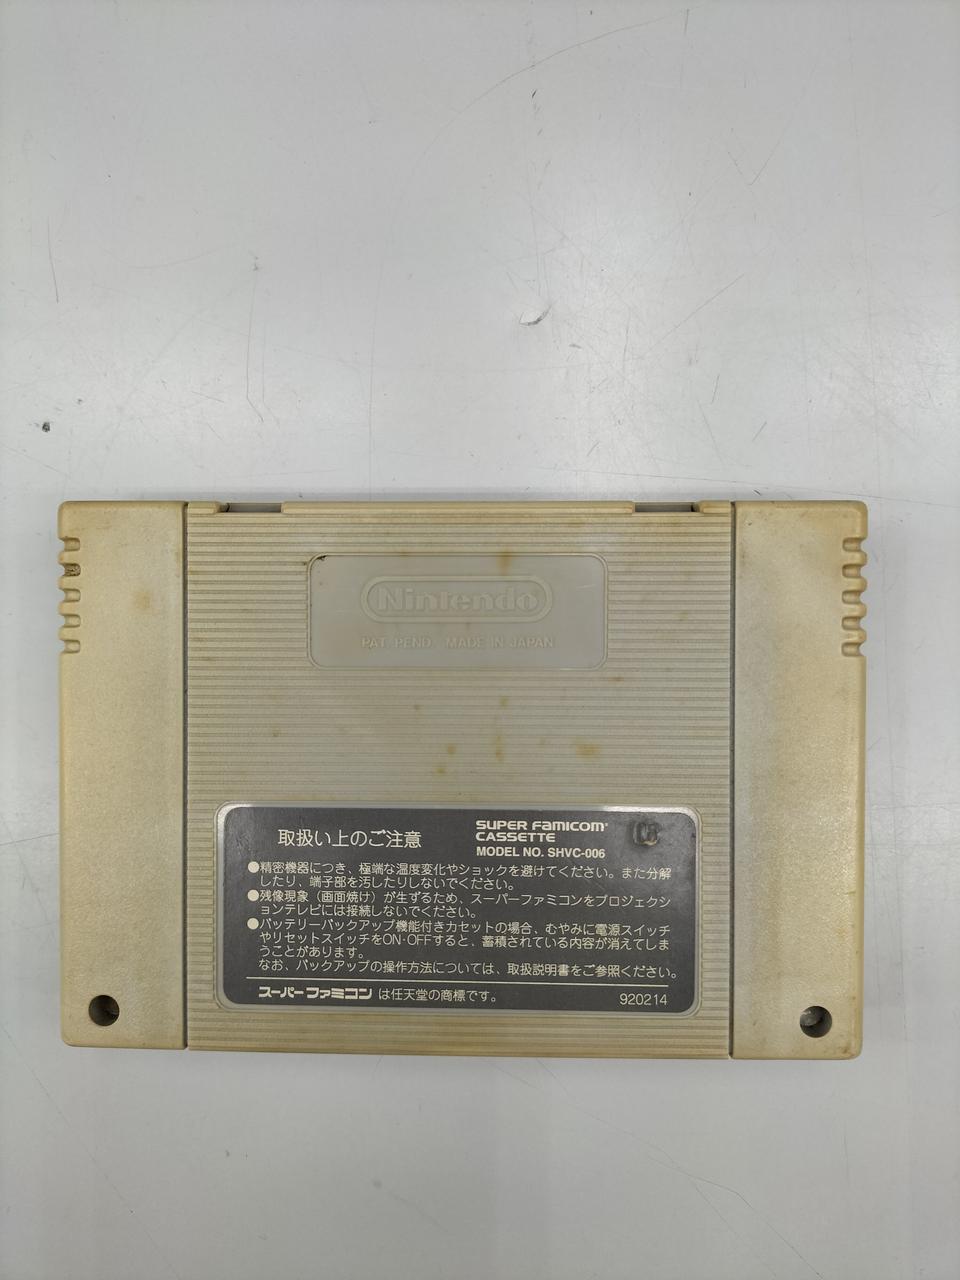 Nintendo
PAT. PEND. MADE IN JAPAN
取扱い上のご注意
SUPER FAMICOM
CASSETTE
MODEL NO. SHVC-006
●精密機器につき、極端な温度変化やショックを避けてください。また分解
したり、端子部を汚したりしないでください。
●残像現象（画面焼け）が生ずるため、スーパーファミコンをプロジェクシ
ョンテレビには接続しないでください。
●バッテリーバックアップ機能付きカセットの場合、むやみに電源スイッチ
やリセットスイッチをON・OFFすると、蓄積されている内容が消えてしま
うことがあります。
なお、バックアップの操作方法については、取扱説明書をご参照ください。
スーパーファミコン は任天堂の商標です。
920214